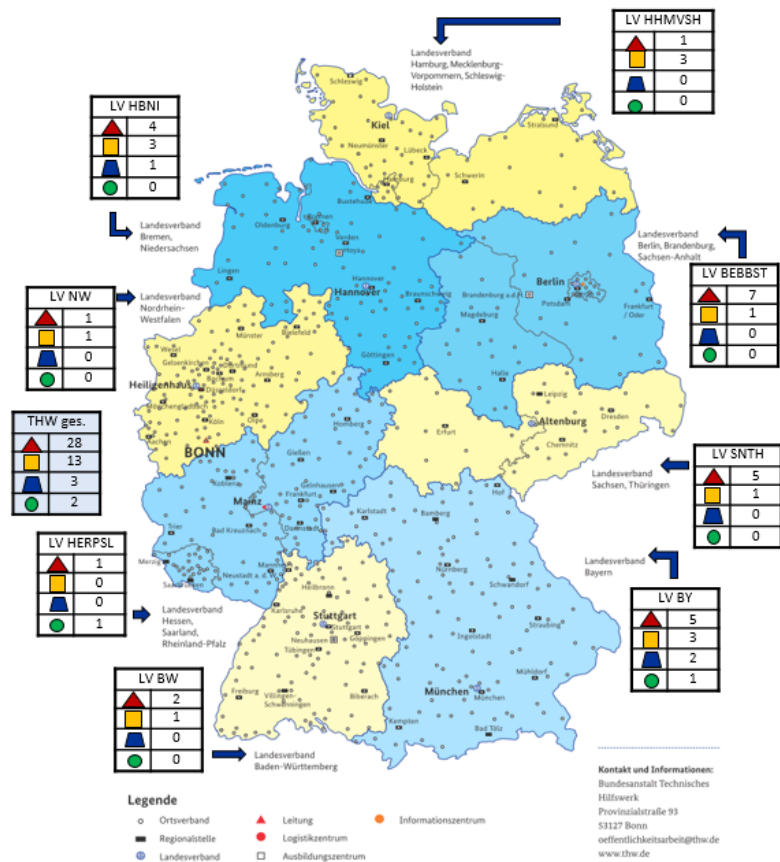 LV HHMVSH
1
3
0
0
Landesverband
Hamburg, Mecklenburg-
Vorpommern, Schleswig-
Holstein
LV HBNI
4
3
1
0
Landesverband
Bremen,
Niedersachsen
Landesverband
Berlin, Brandenburg,
Sachsen-Anhalt
LV BEBBST
7
1
0
0
LV NW
1
1
0
0
Landesverband
Nordrhein-
Westfalen
THW ges.
28
13
3
2
LV SNTH
5
1
0
0
Landesverband
Sachsen, Thüringen
LV HERPSL
1
0
0
1
Landesverband
Hessen,
Saarland,
Rheinland-Pfalz
Landesverband
Bayern
LV BY
5
3
2
1
LV BW
2
1
0
0
Landesverband
Baden-Württemberg
Schleswig
Kiel
Neumünster
Lübeck
Stralsund
Schwerin
Hamburg
Buxtehude
Oldenburg
Verden
Hoya
Lingen
Hannover
Hannover
Braunschweig
Göttingen
Berlin
Brandenburg a.d.H.
Potsdam
Frankfurt
/ Oder
Magdeburg
Halle
Münster
Bielefeld
Wesel
Gelsenkirchen
Dortmund
Bochum
Arnsberg
Heiligenhaus
Düsseldorf
Mönchengladbach
Köln
Olpe
Aachen
BONN
Leipzig
Dresden
Altenburg
Chemnitz
Erfurt
Homberg
Gießen
Koblenz
Gelnhausen
Frankfurt
Mainz
Darmstadt
Bad Kreuznach
Trier
Merzig
Saarbrücken
Neustadt a. d.
Mannheim
Hof
Karlstadt
Bamberg
Nürnberg
Schwandorf
Straubing
Ingolstadt
Mühldorf
München
München
Kempten
Bad Tölz
Heilbronn
Karlsruhe
Stuttgart
Stuttgart
Neuhausen
Göppingen
Tübingen
Freiburg
Villingen-
Schwenningen
Biberach
Kontakt und Informationen:
Bundesanstalt Technisches
Hilfswerk
Provinzialstraße 93
53127 Bonn
oeffentlichkeitsarbeit@thw.de
www.thw.de
Legende
Ortsverband
Leitung
Informationszentrum
Regionalstelle
Logistikzentrum
Landesverband
Ausbildungszentrum